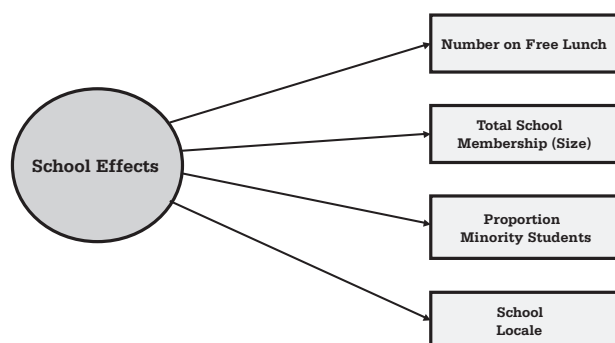 Number on Free Lunch
Total School
Membership (Size)
School Effects
Proportion
Minority Students
School
Locale